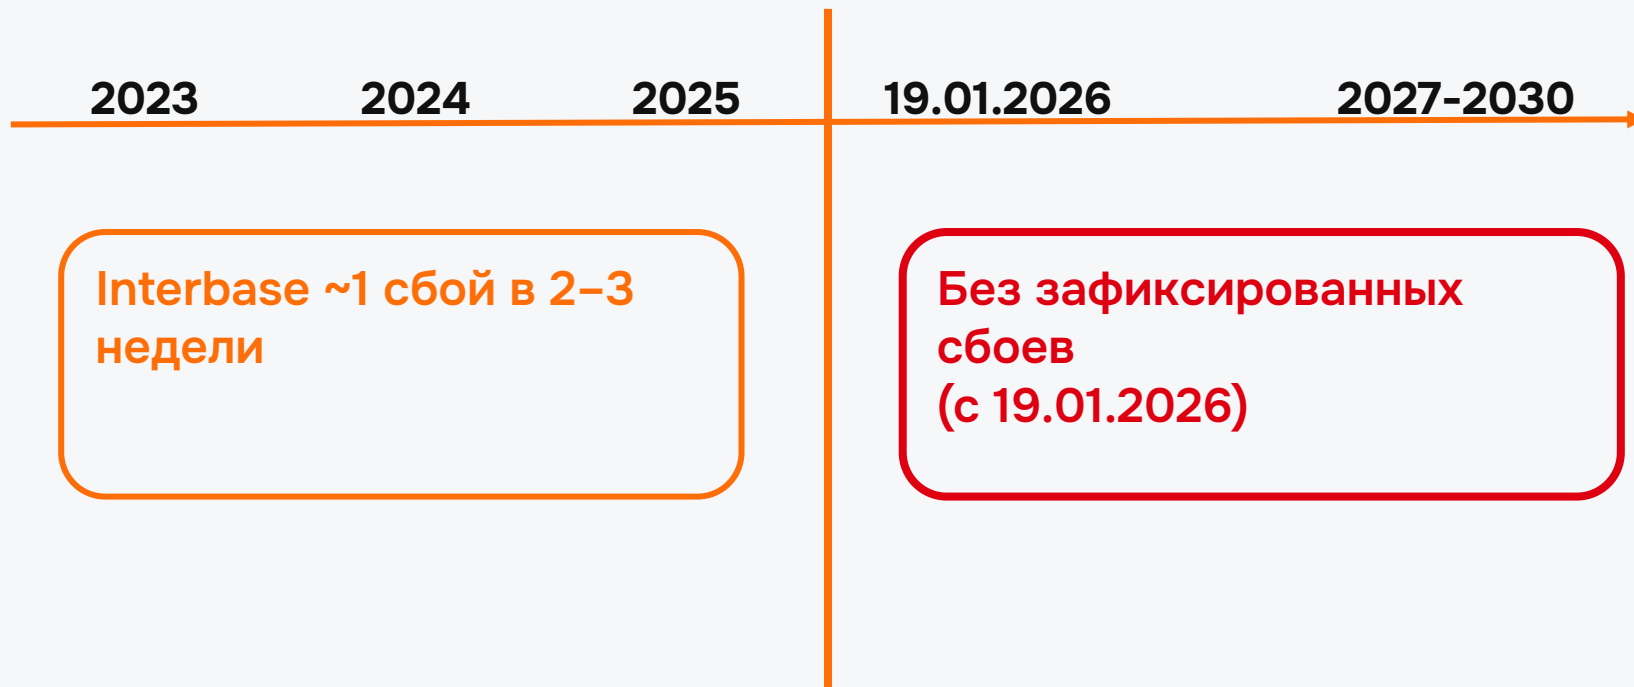 2023 2024 2025 19.01.2026 2027-2030
Interbase ~1 сбой в 2–3
недели
Без зафиксированных
сбоев
(с 19.01.2026)